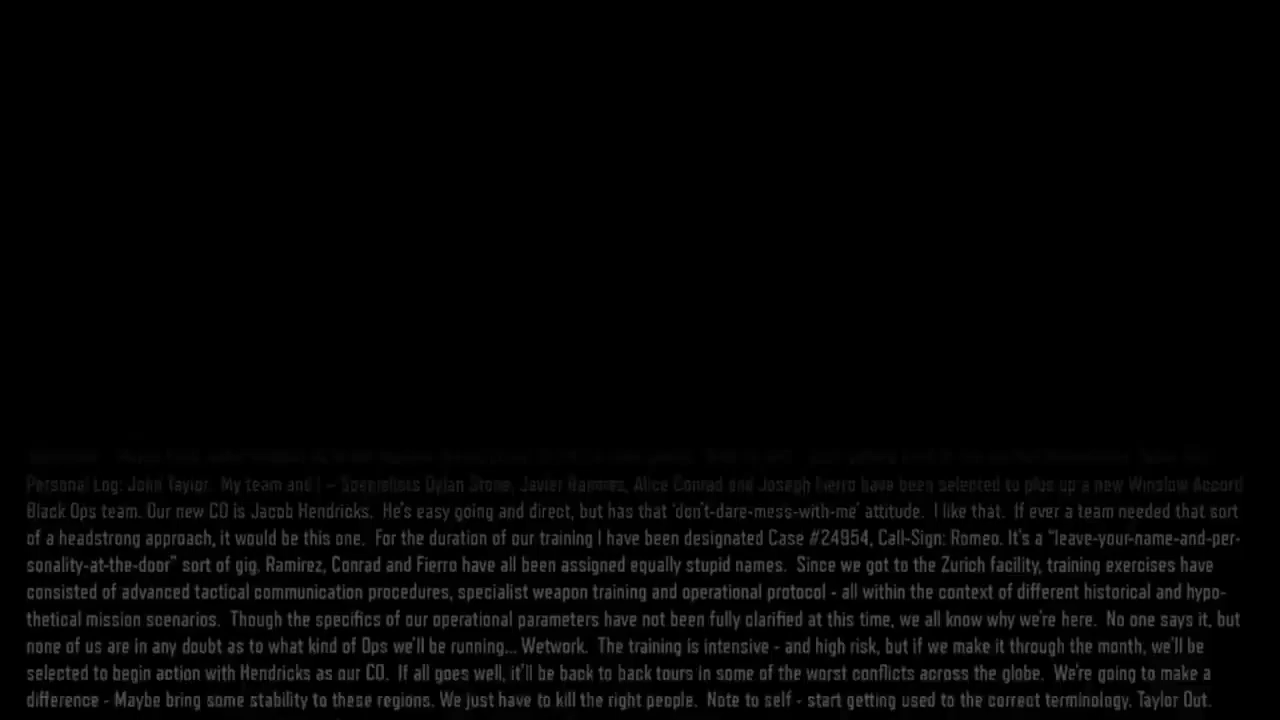 Personal Log: John Taylor.  My team and I – Specialists Dylan Stone, Javier Ramirez, Alice Conrad and Joseph Fierro have been selected to plus up a new Winslow Accord
Black Ops team. Our new CO is Jacob Hendricks.  He's easy going and direct, but has that 'don't-dare-mess-with-me' attitude.  I like that.  If ever a team needed that sort
of a headstrong approach, it would be this one.  For the duration of our training I have been designated Case #24954, Call-Sign: Romeo. It's a "leave-your-name-and-per-
sonality-at-the-door" sort of gig. Ramirez, Conrad and Fierro have all been assigned equally stupid names.  Since we got to the Zurich facility, training exercises have
consisted of advanced tactical communication procedures, specialist weapon training and operational protocol - all within the context of different historical and hypo-
thetical mission scenarios.  Though the specifics of our operational parameters have not been fully clarified at this time, we all know why we're here.  No one says it, but
none of us are in any doubt as to what kind of Ops we'll be running... Wetwork.  The training is intensive - and high risk, but if we make it through the month, we'll be
selected to begin action with Hendricks as our CO.  If all goes well, it'll be back to back tours in some of the worst conflicts across the globe.  We're going to make a
difference - Maybe bring some stability to these regions. We just have to kill the right people.  Note to self - start getting used to the correct terminology. Taylor Out.